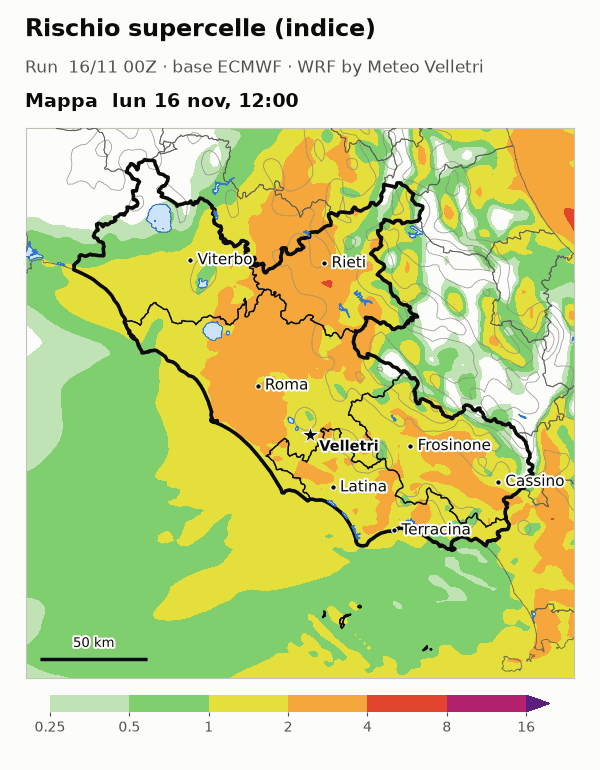 Rischio supercelle (indice)
Run  16/11 00Z · base ECMWF · WRF by Meteo Velletri
Mappa  lun 16 nov, 12:00
Viterbo
Rieti
Roma
Velletri
Frosinone
Cassino
Latina
Terracina
50 km
0.25 0.5 1 2 4 8 16